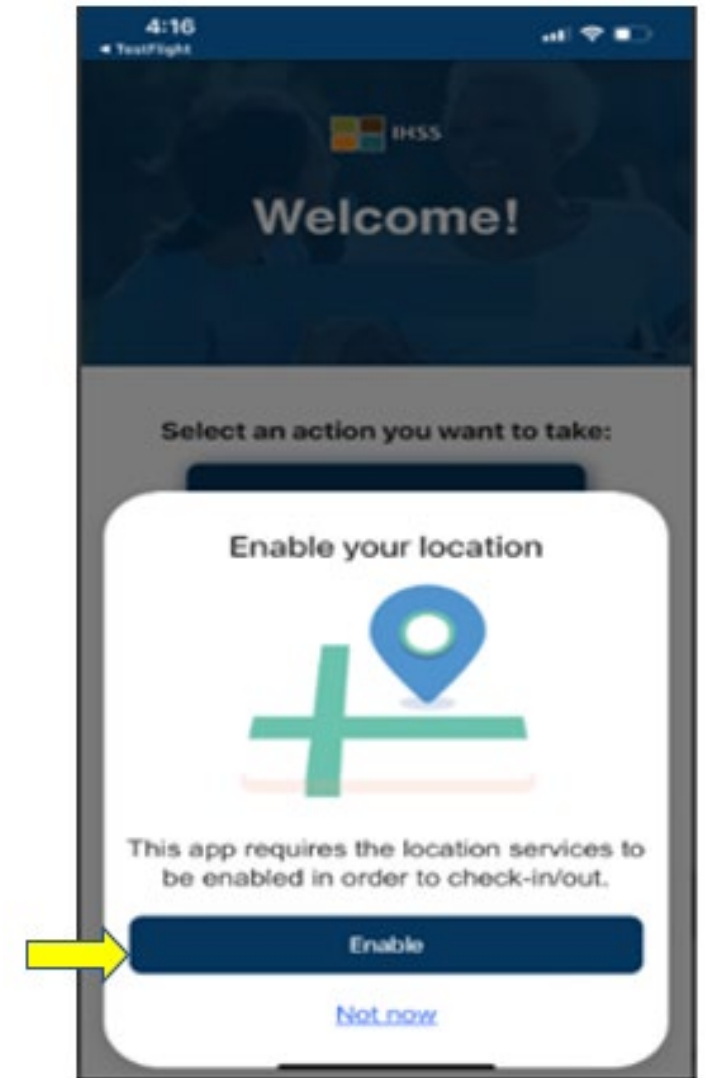 4:16
◀ TestFlight
IHSS
Welcome!
Select an action you want to take:
Enable your location
This app requires the location services to
be enabled in order to check-in/out.
Enable
Not now